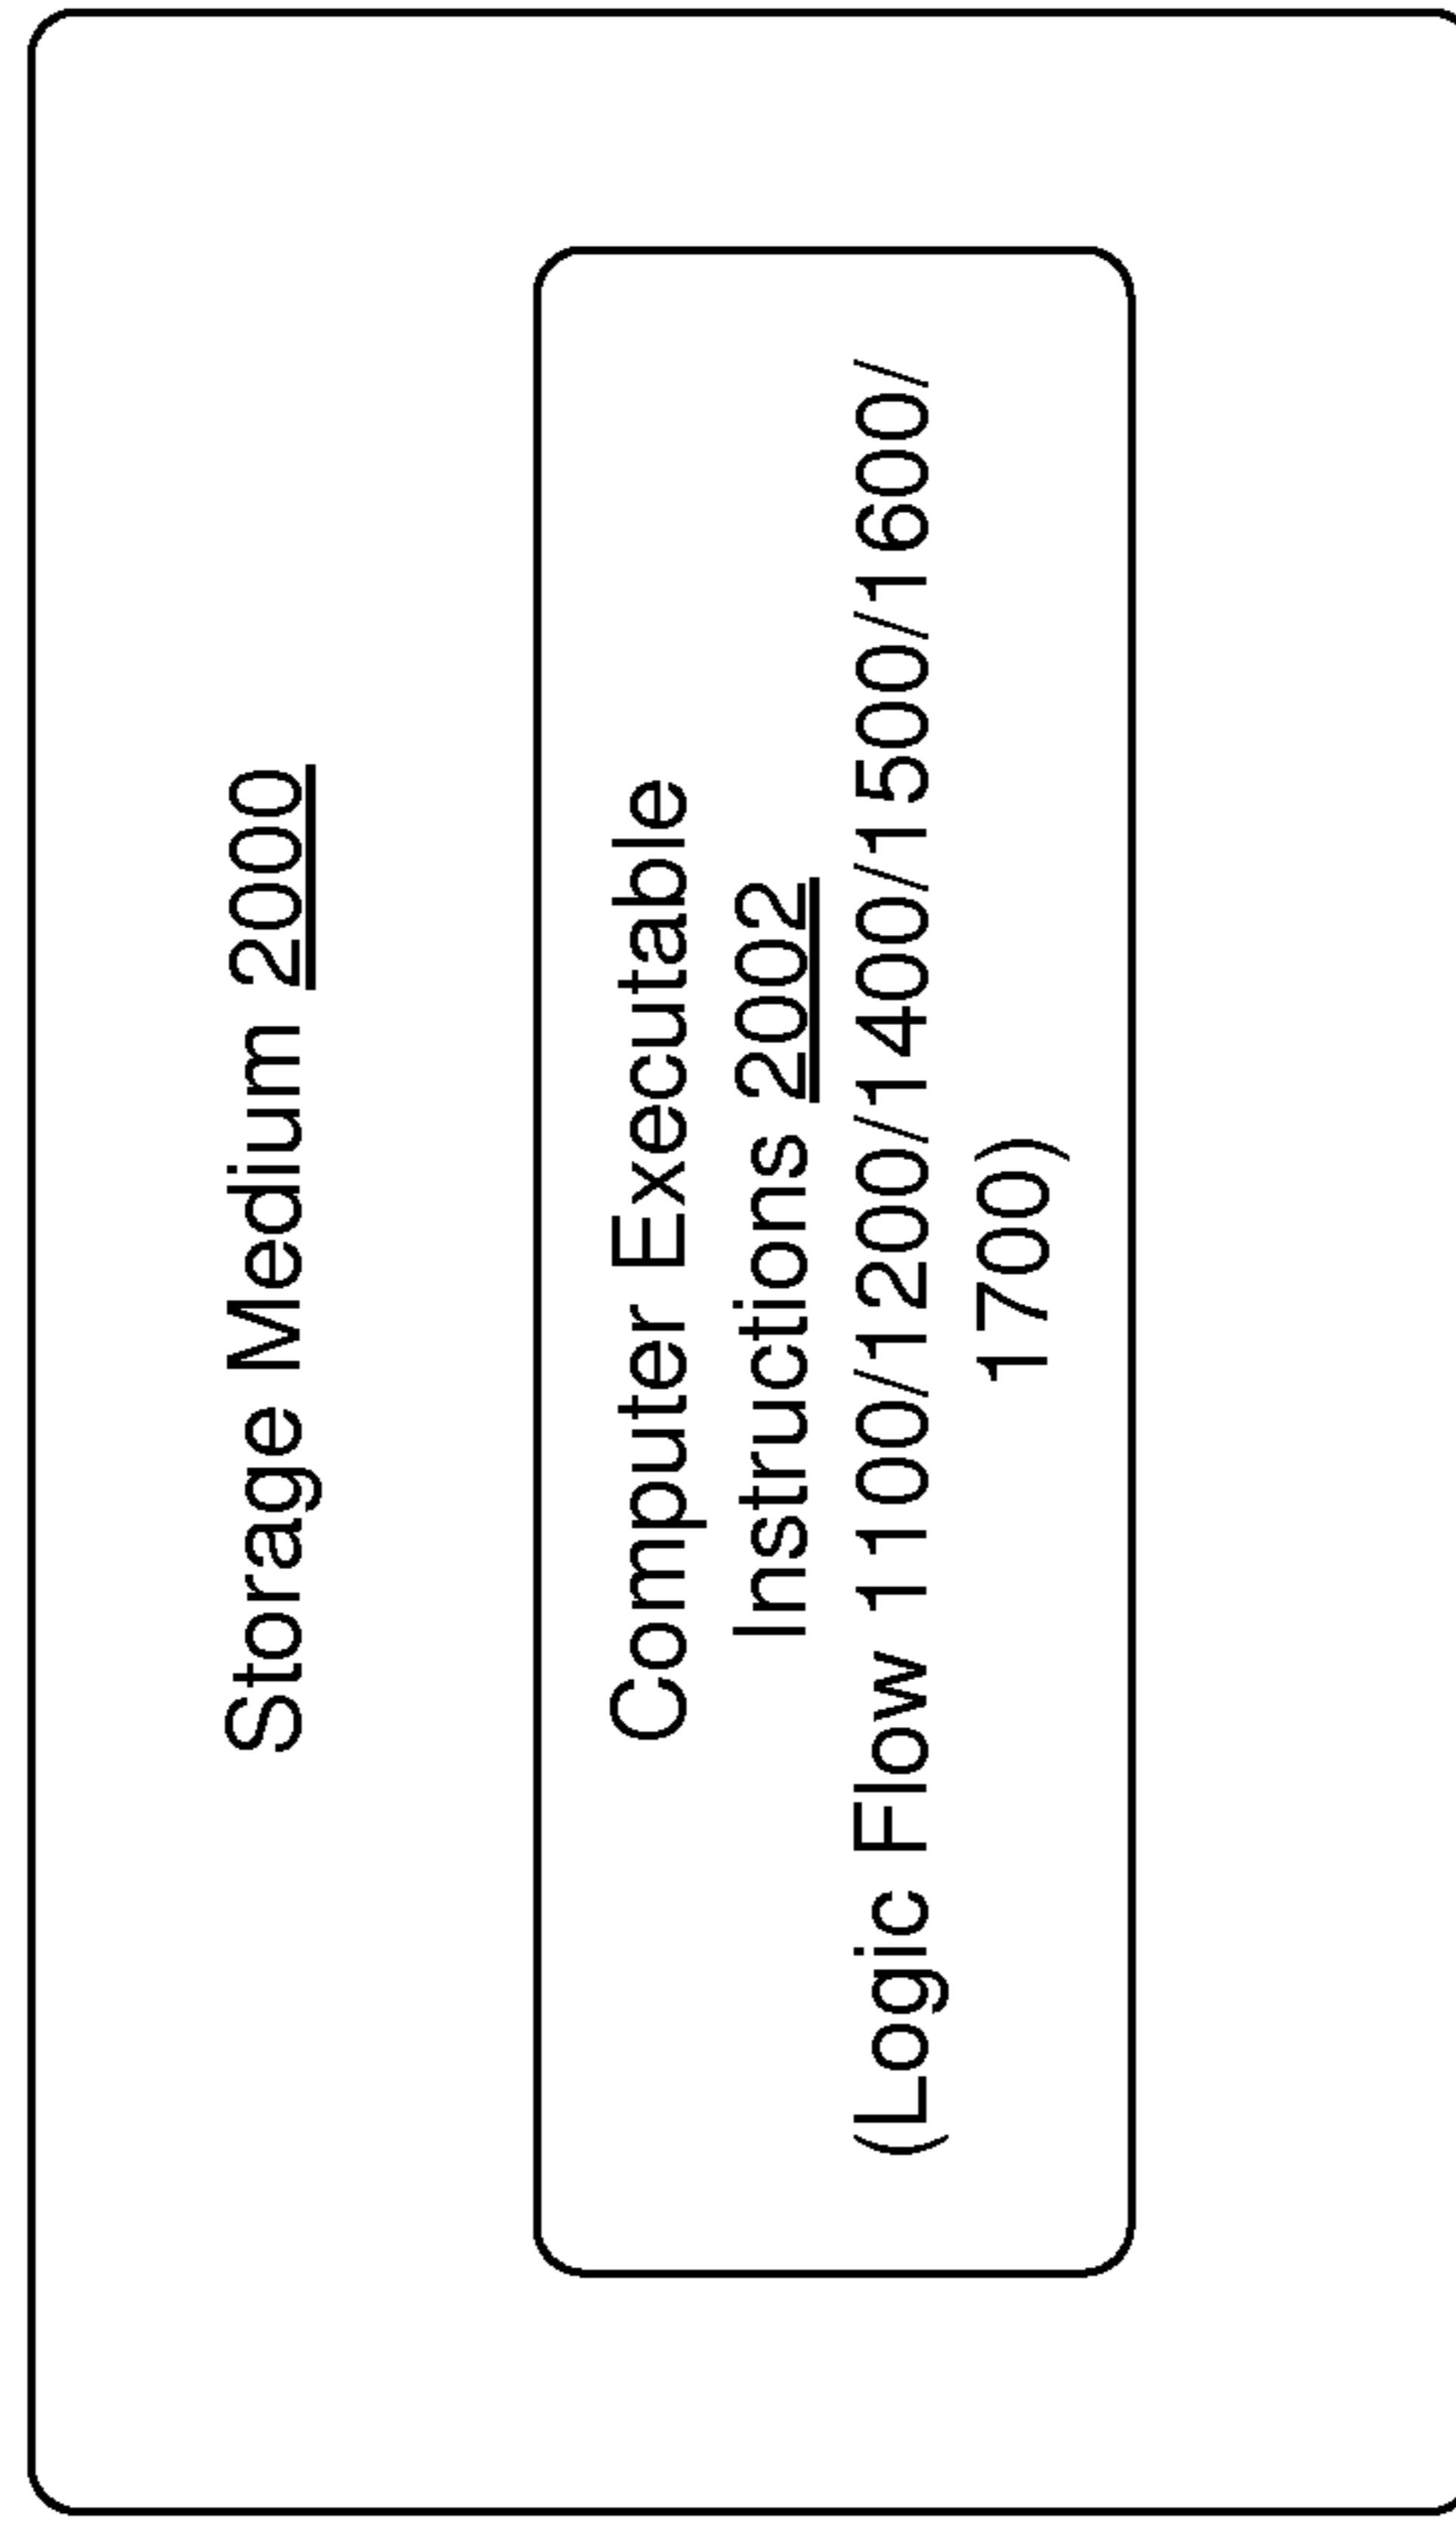 Storage Medium 2000
Computer Executable
Instructions 2002
(Logic Flow 1100/1200/1400/1500/1600/
1700)